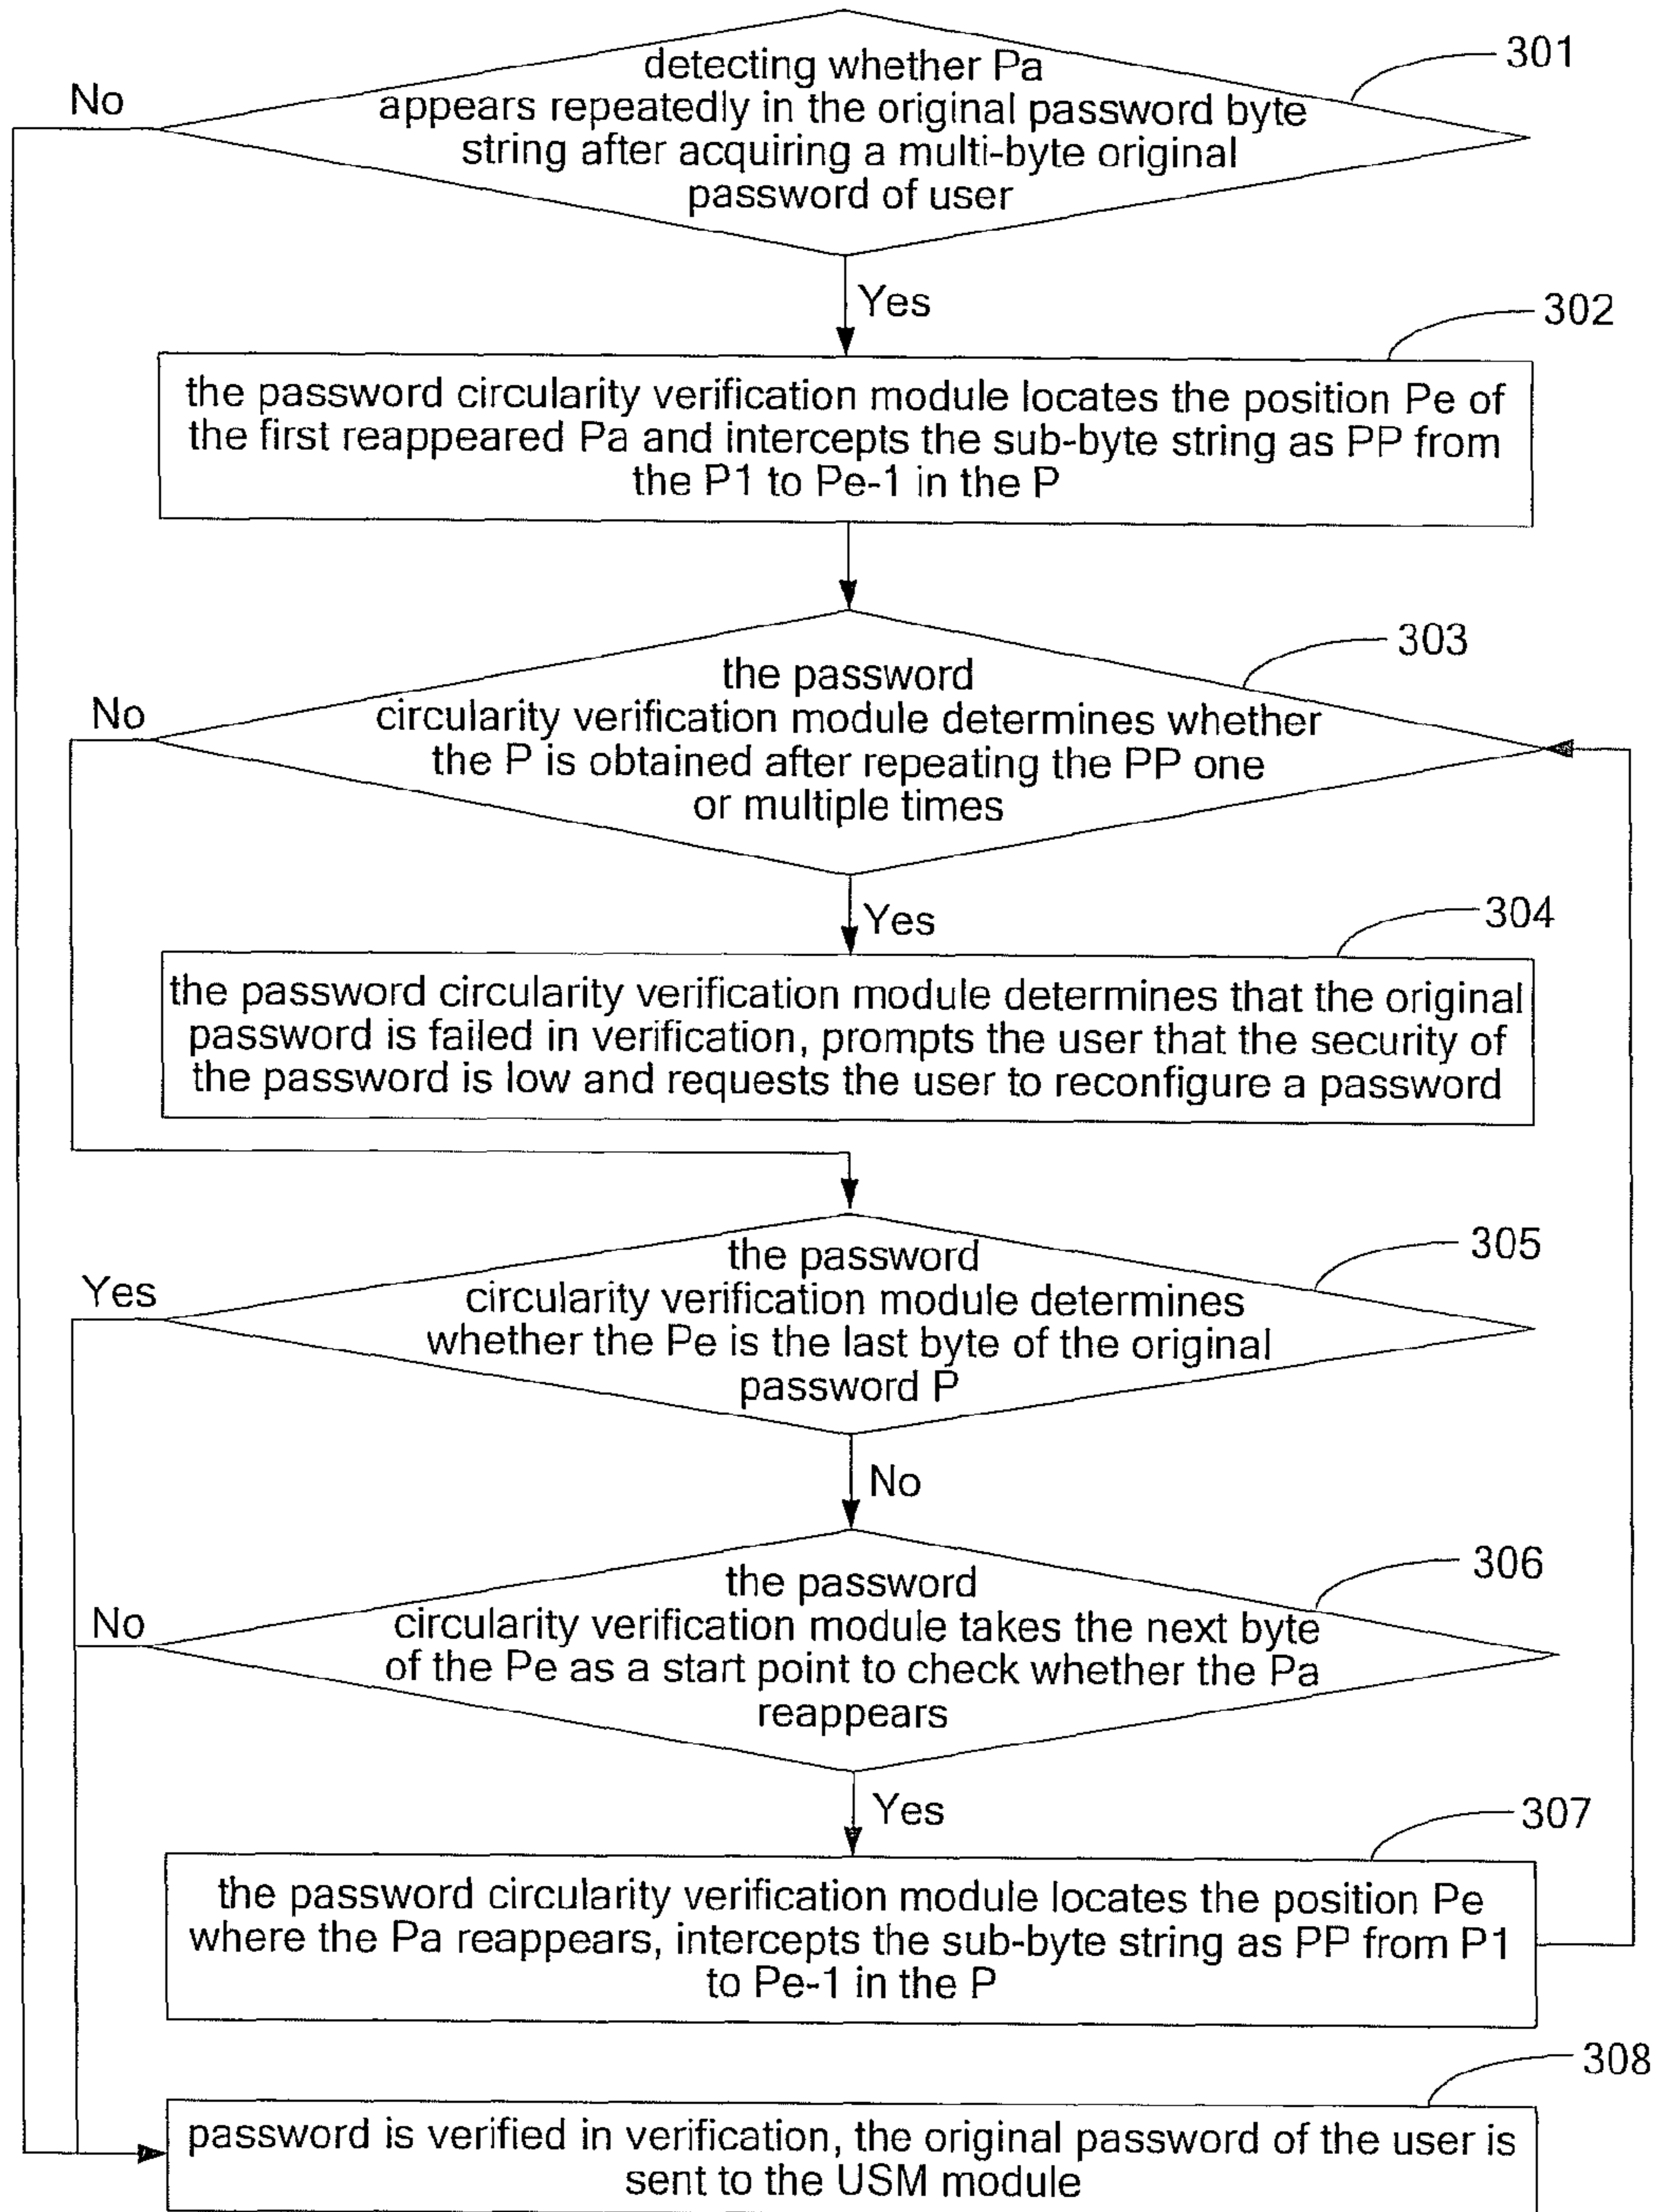 detecting whether Pa
appears repeatedly in the original password byte
string after acquiring a multi-byte original
password of user
301
No
Yes
302
the password circularity verification module locates the position Pe of
the first reappeared Pa and intercepts the sub-byte string as PP from
the P1 to Pe-1 in the P
303
No
the password
circularity verification module determines whether
the P is obtained after repeating the PP one
or multiple times
Yes
304
the password circularity verification module determines that the original
password is failed in verification, prompts the user that the security of
the password is low and requests the user to reconfigure a password
305
Yes
the password
circularity verification module determines
whether the Pe is the last byte of the original
password P
No
306
No
the password
circularity verification module takes the next byte
of the Pe as a start point to check whether the Pa
reappears
Yes
307
the password circularity verification module locates the position Pe
where the Pa reappears, intercepts the sub-byte string as PP from P1
to Pe-1 in the P
308
password is verified in verification, the original password of the user is
sent to the USM module